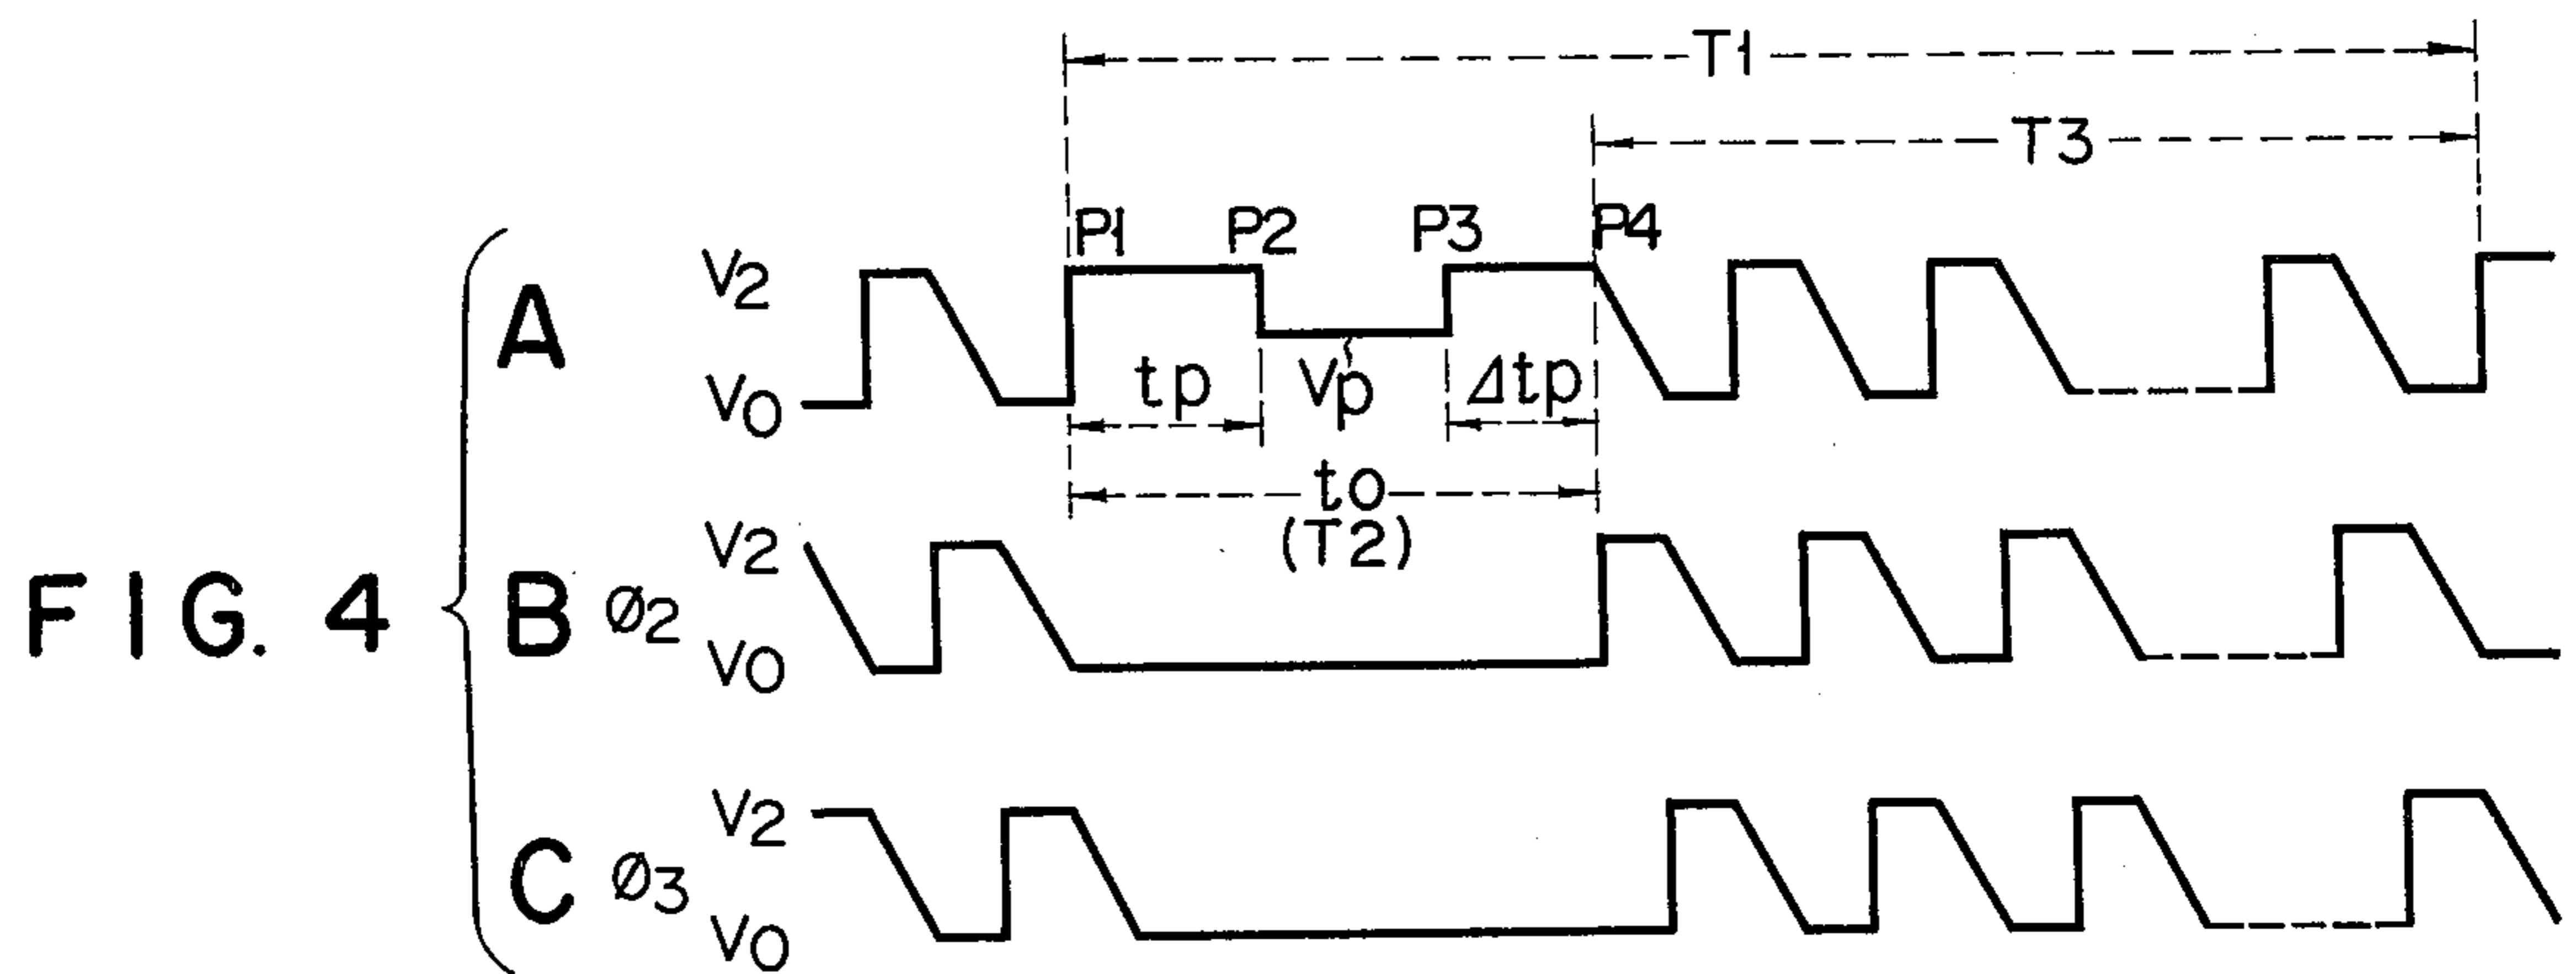 T1
T3
P1 P2 P3 P4
V2
A
tp Vp Δtp
V0
to
(T2)
V2
FIG. 4
B ø2
V0
V2
C ø3
V0